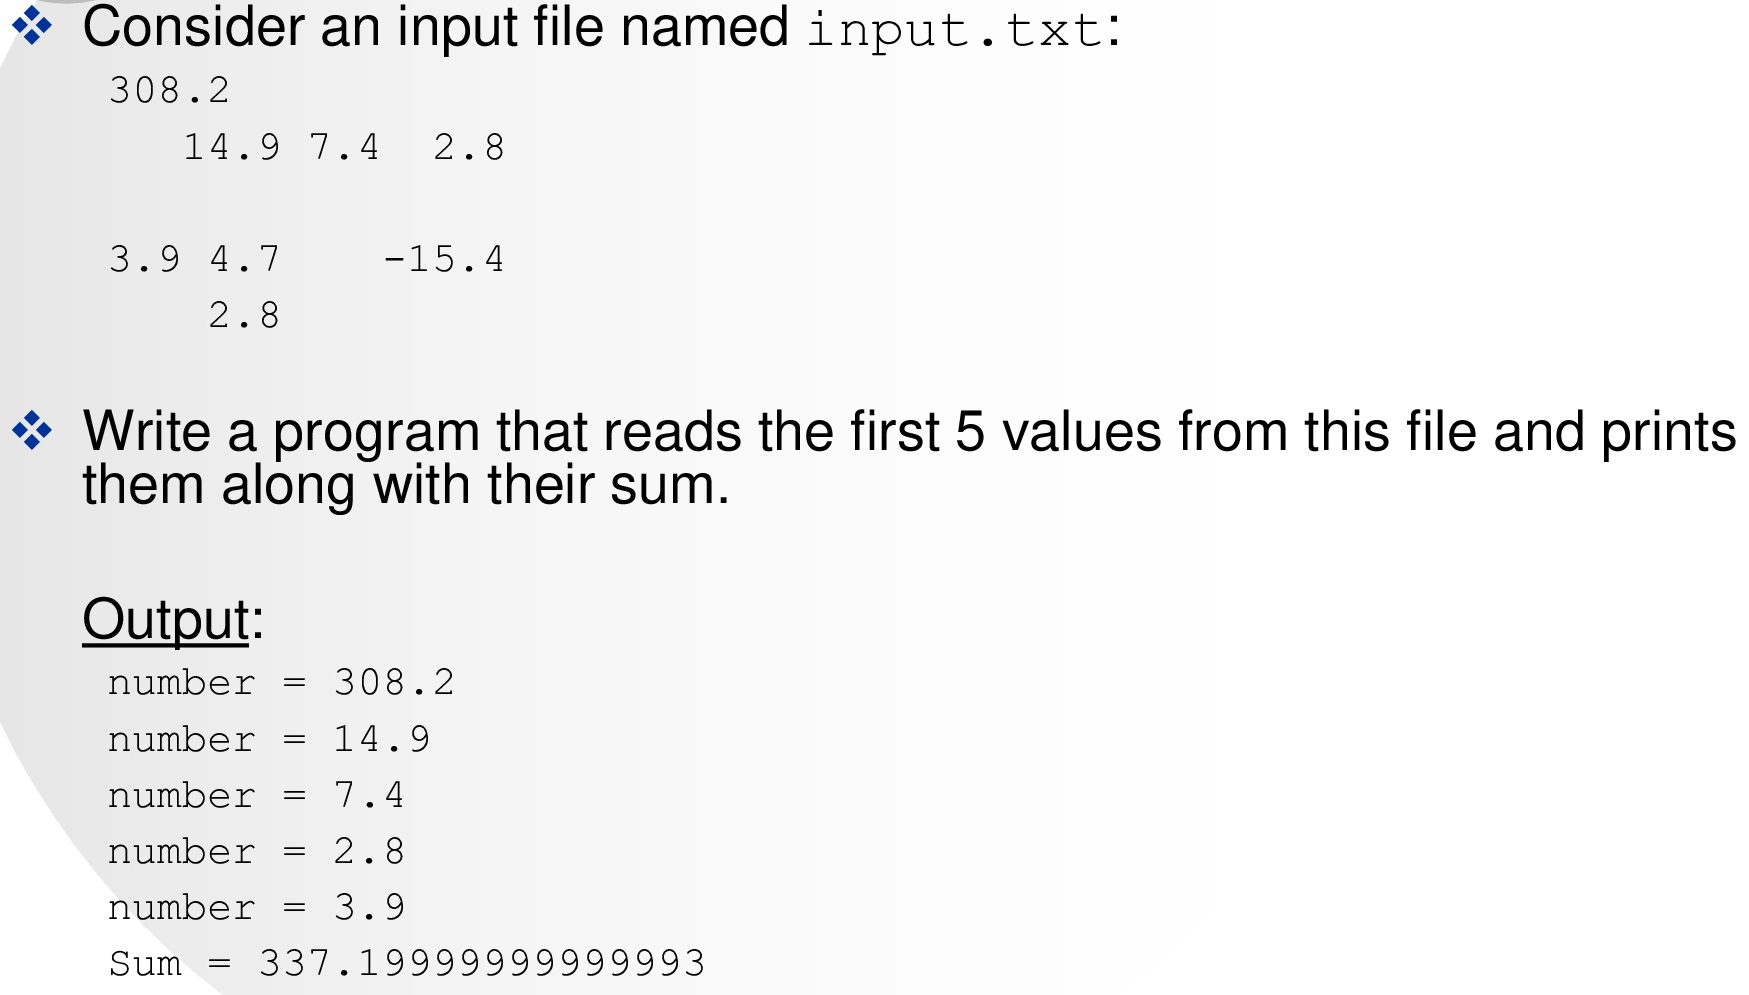 Consider an input file named input.txt:
308.2
   14.9 7.4  2.8
3.9 4.7    -15.4
    2.8
Write a program that reads the first 5 values from this file and prints
them along with their sum.
Output:
number = 308.2
number = 14.9
number = 7.4
number = 2.8
number = 3.9
Sum = 337.19999999999993